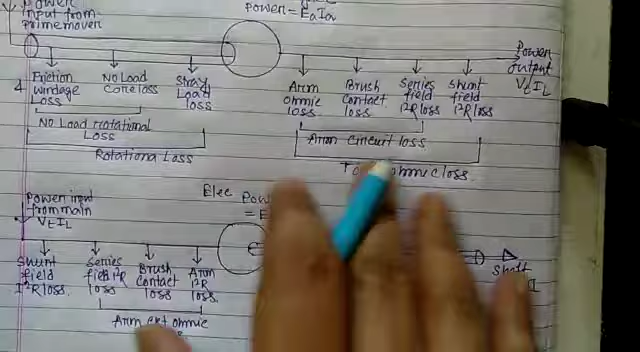 Power
input from
primemover
power = EaIa
4
Friction
windage
Loss
No Load
core loss
Stray
Load
loss
Arm
ohmic
loss
Brush
contact
loss
Series
field
I²R loss
shunt
field
I²R loss
Power
output
VtIL
No Load rotational
Loss
Rotational Loss
Arm circuit loss
ohmic loss
Power input
from main
VtIL
Elec
shunt
field
I²R loss
Series
field I²R
loss
Brush
contact
loss
Arm
I²R
loss
Arm ckt ohmic
shaft